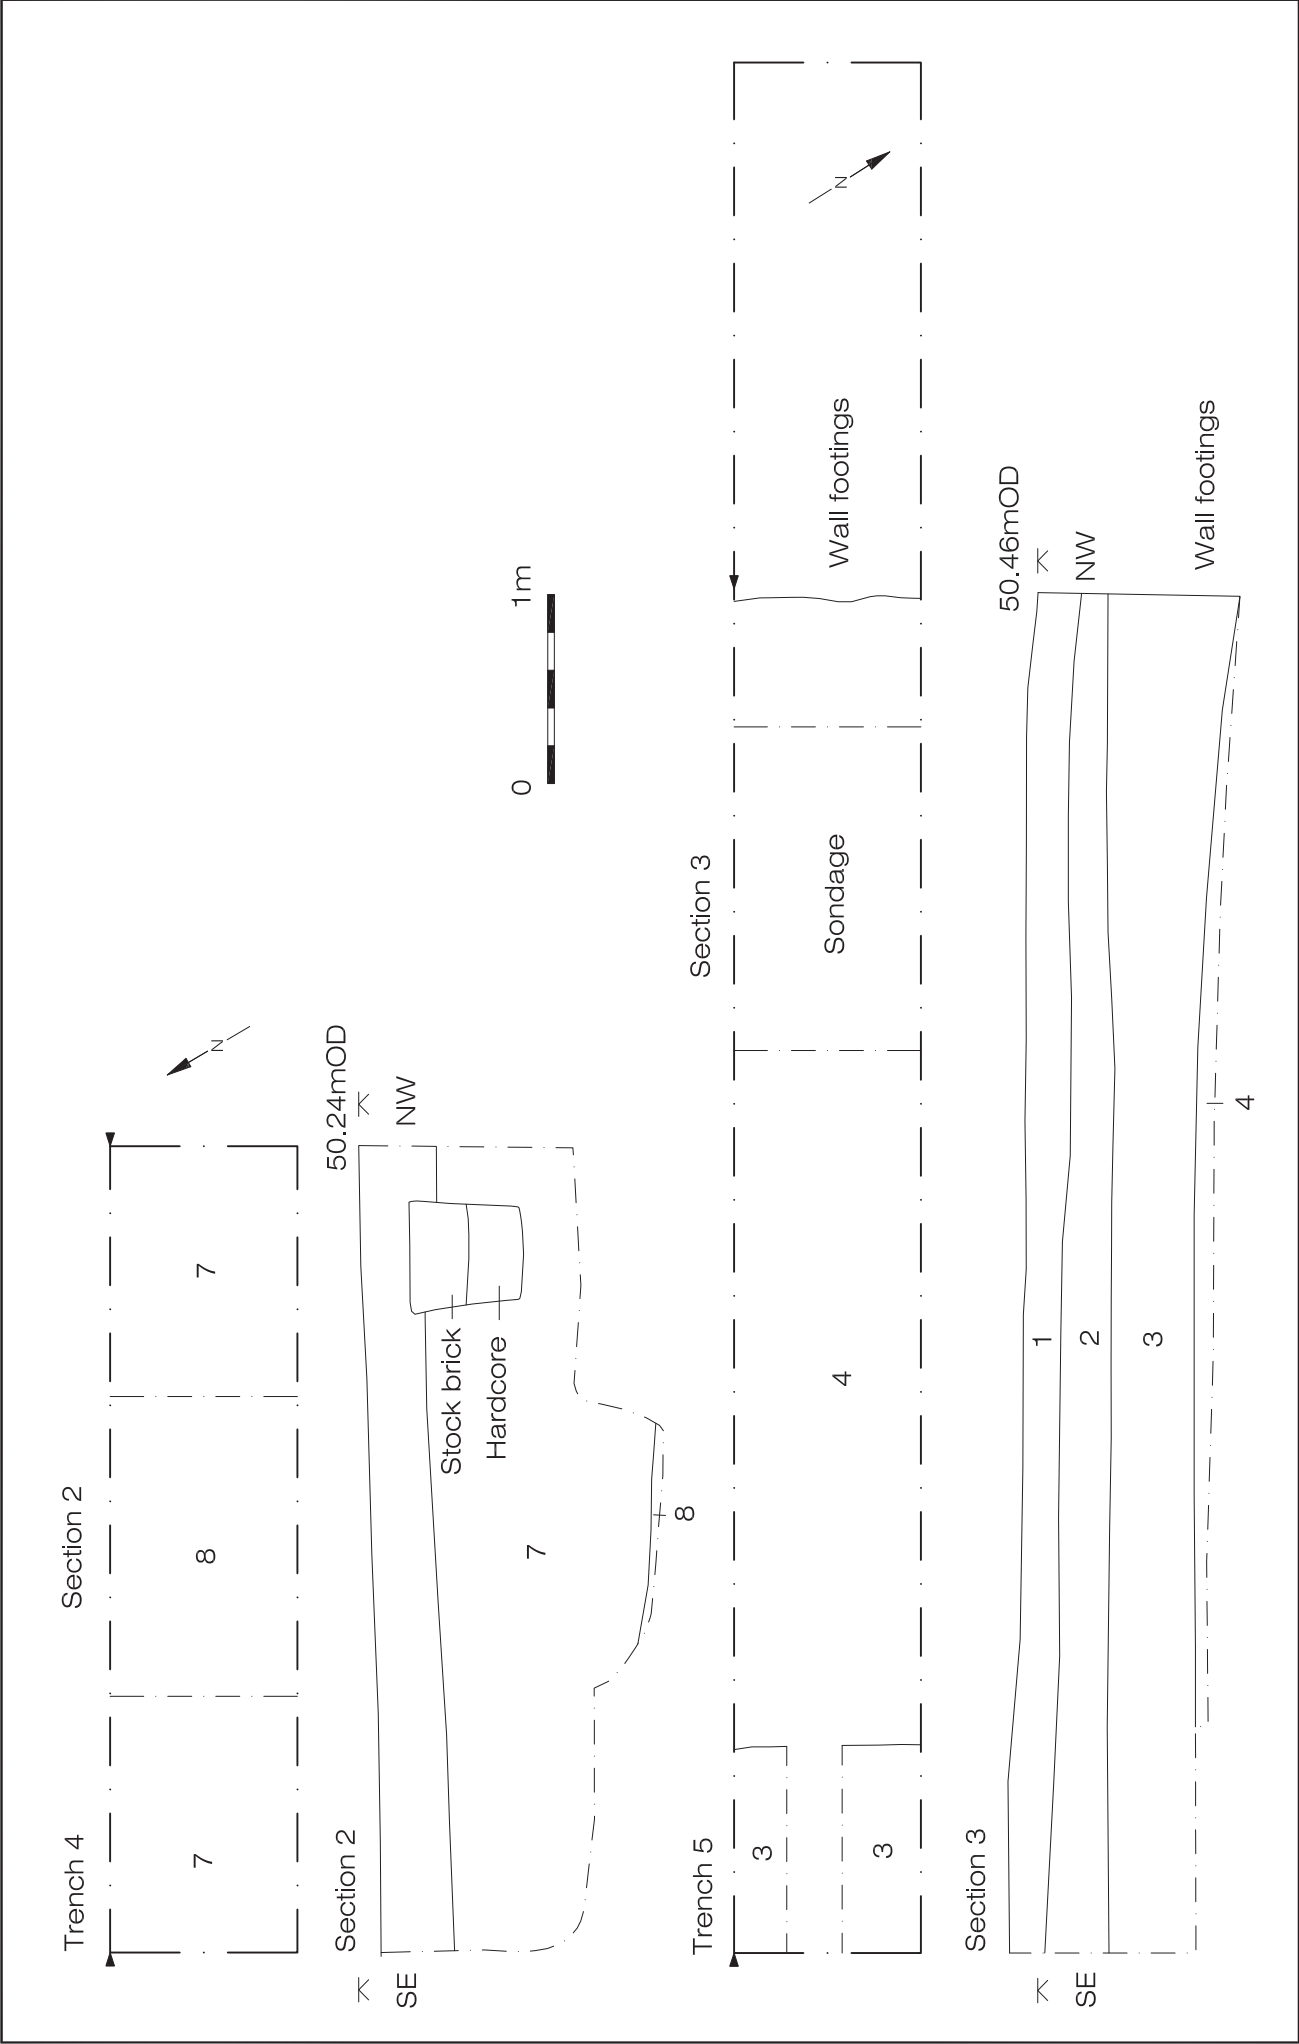 Trench 4
Section 2
7
8
7
N
Section 2
50.24mOD
SE
NW
Stock brick
Hardcore
7
8
0
1m
Trench 5
Section 3
3
3
4
Sondage
Wall footings
N
Section 3
50.46mOD
SE
NW
1
2
3
4
Wall footings